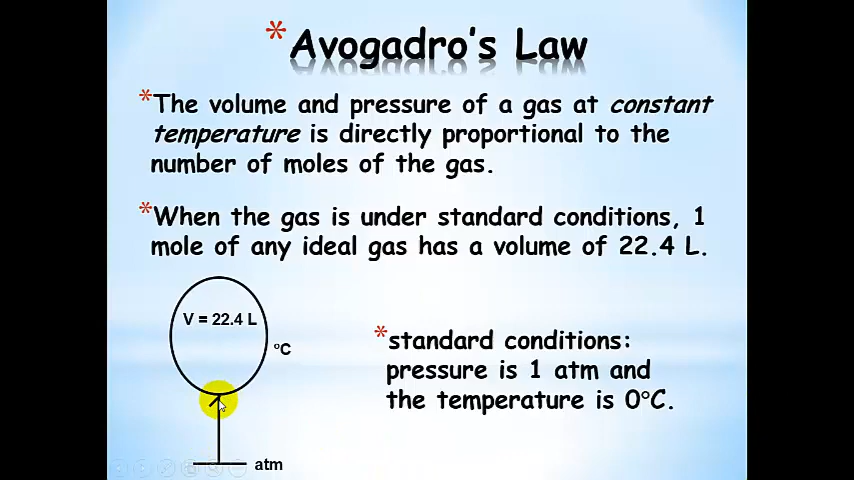 *Avogadro's Law
*The volume and pressure of a gas at constant
temperature is directly proportional to the
number of moles of the gas.
*When the gas is under standard conditions, 1
mole of any ideal gas has a volume of 22.4 L.
V = 22.4 L
°C
*standard conditions:
pressure is 1 atm and
the temperature is 0°C.
atm